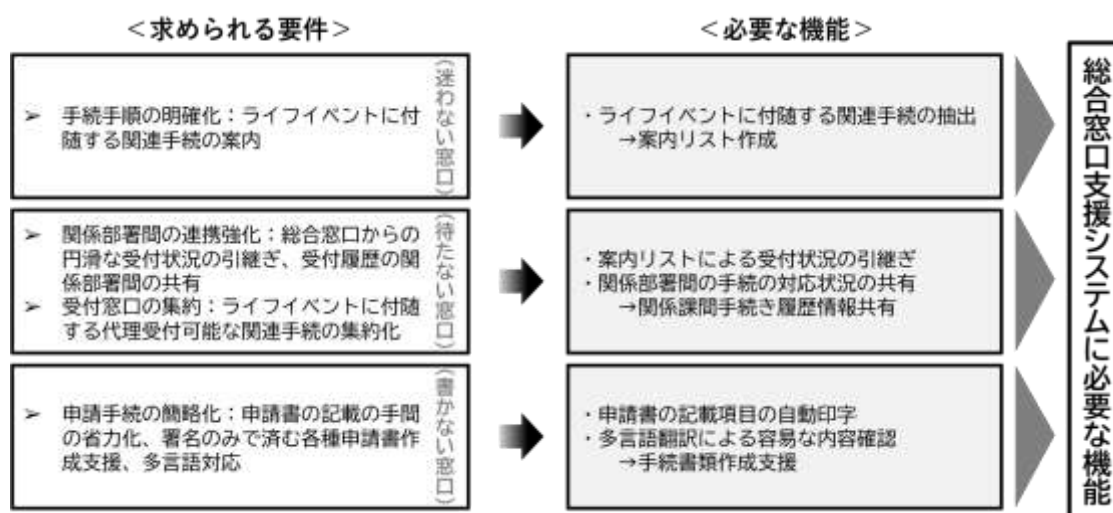 ＜求められる要件＞
＜必要な機能＞
➢ 手続手順の明確化：ライフイベントに付
随する関連手続の案内
（迷わない窓口）
・ライフイベントに付随する関連手続の抽出
→案内リスト作成
➢ 関係部署間の連携強化：総合窓口からの
円滑な受付状況の引継ぎ、受付履歴の関
係部署間の共有
➢ 受付窓口の集約：ライフイベントに付随
する代理受付可能な関連手続の集約化
（待たない窓口）
・案内リストによる受付状況の引継ぎ
・関係部署間の手続の対応状況の共有
→関係課間手続き履歴情報共有
➢ 申請手続の簡略化：申請書の記載の手間
の省力化、署名のみで済む各種申請書作
成支援、多言語対応
（書かない窓口）
・申請書の記載項目の自動印字
・多言語翻訳による容易な内容確認
→手続書類作成支援
総合窓口支援システムに必要な機能